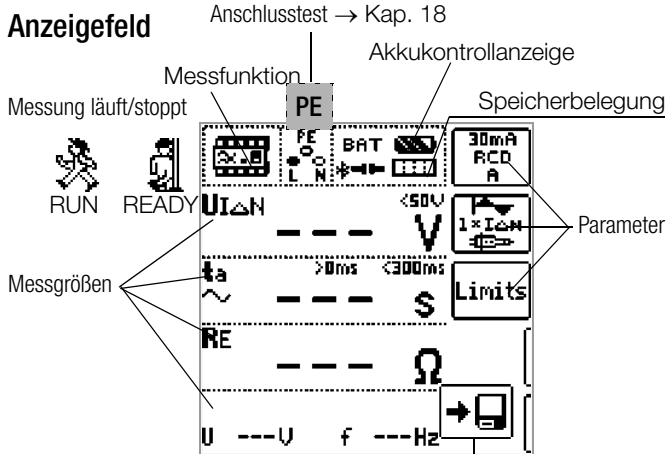 Anzeigefeld
Anschlusstest → Kap. 18
Akkukontrollanzeige
Messfunktion
Speicherbelegung
Messung läuft/stoppt
PE
RUN
READY
PE
L N
BAT
30mA
RCD
A
UI△N
<50V
V
1×I△N
Parameter
Messgrößen
ta
>0ms <300ms
~
--- s
Limits
RE
--- Ω
U ---V f ---Hz